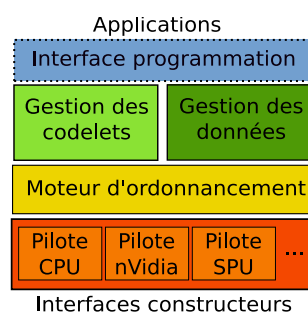 Applications
Interface programmation
Gestion des
codelets
Gestion des
données
Moteur d'ordonnancement
Pilote
CPU
Pilote
nVidia
Pilote
SPU
...
Interfaces constructeurs